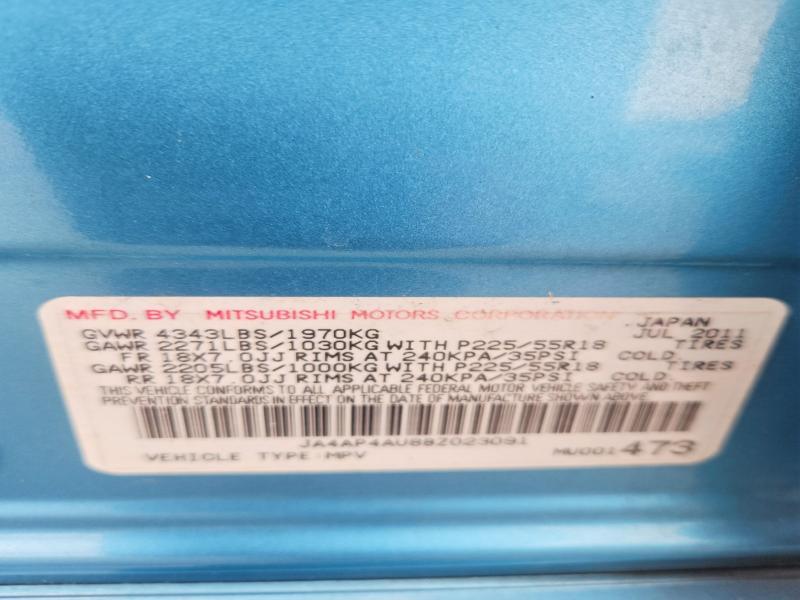 MFD. BY MITSUBISHI MOTORS CORPORATION JAPAN
GVWR 4343LBS/1970KG JUL 2011
GAWR 2271LBS/1030KG WITH P225/55R18 TIRES
FR 18X7.0JJ RIMS AT 240KPA/35PSI COLD.
GAWR 2205LBS/1000KG WITH P225/55R18 TIRES
RR 18X7.0JJ RIMS AT 240KPA/35PSI COLD.
THIS VEHICLE CONFORMS TO ALL APPLICABLE FEDERAL MOTOR VEHICLE SAFETY AND THEFT
PREVENTION STANDARDS IN EFFECT ON THE DATE OF MANUFACTURE SHOWN ABOVE.
JA4AP4AU88Z023091
VEHICLE TYPE:MPV MW001473